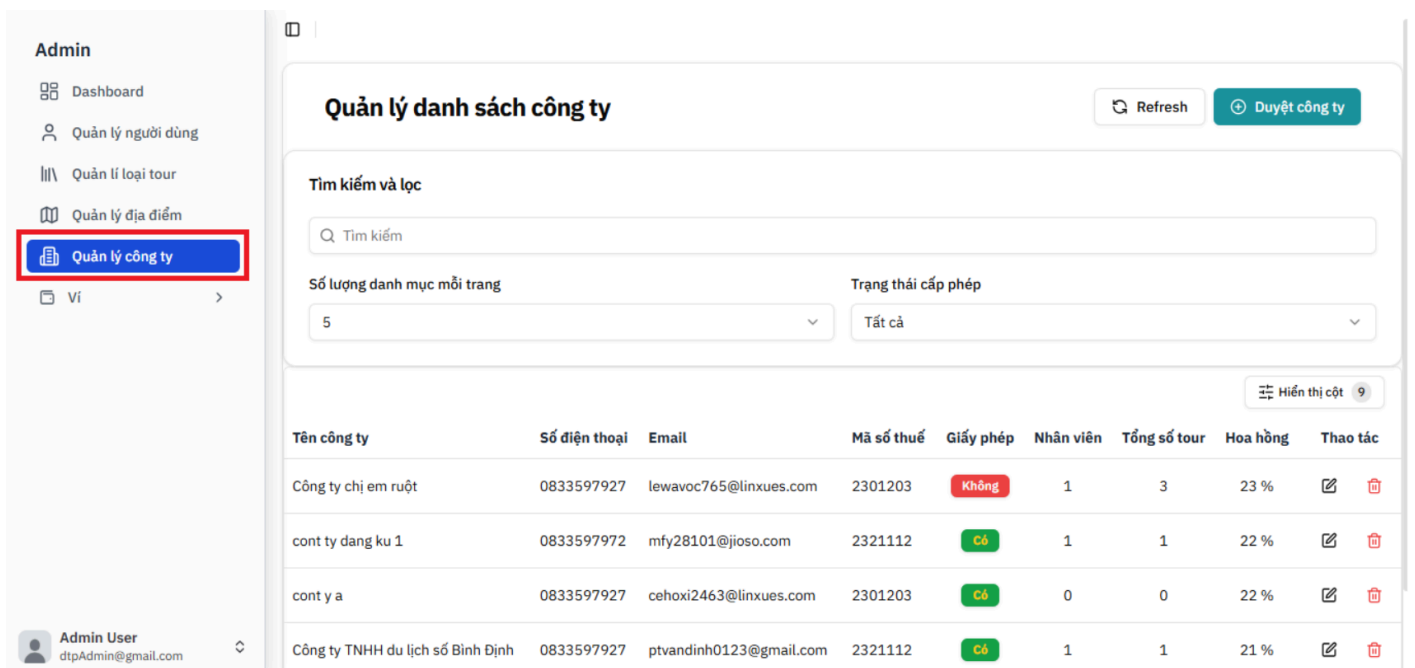 Admin
Dashboard
Quản lý người dùng
Quản lí loại tour
Quản lý địa điểm
Quản lý công ty
Ví
Admin User
dtpAdmin@gmail.com
Quản lý danh sách công ty
Refresh
Duyệt công ty
Tìm kiếm và lọc
Tìm kiếm
Số lượng danh mục mỗi trang
Trạng thái cấp phép
5
Tất cả
Hiển thị cột 9
Tên công ty Số điện thoại Email Mã số thuế Giấy phép Nhân viên Tổng số tour Hoa hồng Thao tác
Công ty chị em ruột 0833597927 lewavoc765@linxues.com 2301203 Không 1 3 23 %
cont ty dang ku 1 0833597972 mfy28101@jioso.com 2321112 Có 1 1 22 %
cont y a 0833597927 cehoxi2463@linxues.com 2301203 Có 0 0 22 %
Công ty TNHH du lịch số Bình Định 0833597927 ptvandinh0123@gmail.com 2321112 Có 1 1 21 %